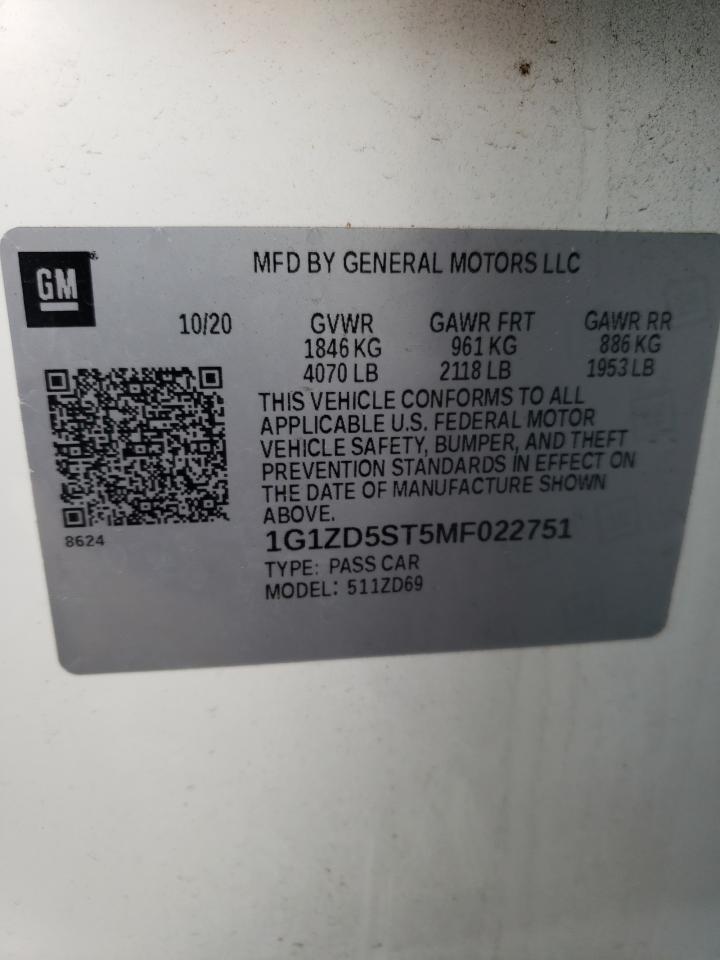 GM
MFD BY GENERAL MOTORS LLC
10/20 GVWR GAWR FRT GAWR RR
1846 KG 961 KG 886 KG
4070 LB 2118 LB 1953 LB
THIS VEHICLE CONFORMS TO ALL
APPLICABLE U.S. FEDERAL MOTOR
VEHICLE SAFETY, BUMPER, AND THEFT
PREVENTION STANDARDS IN EFFECT ON
THE DATE OF MANUFACTURE SHOWN
ABOVE.
8624
1G1ZD5ST5MF022751
TYPE: PASS CAR
MODEL: 511ZD69